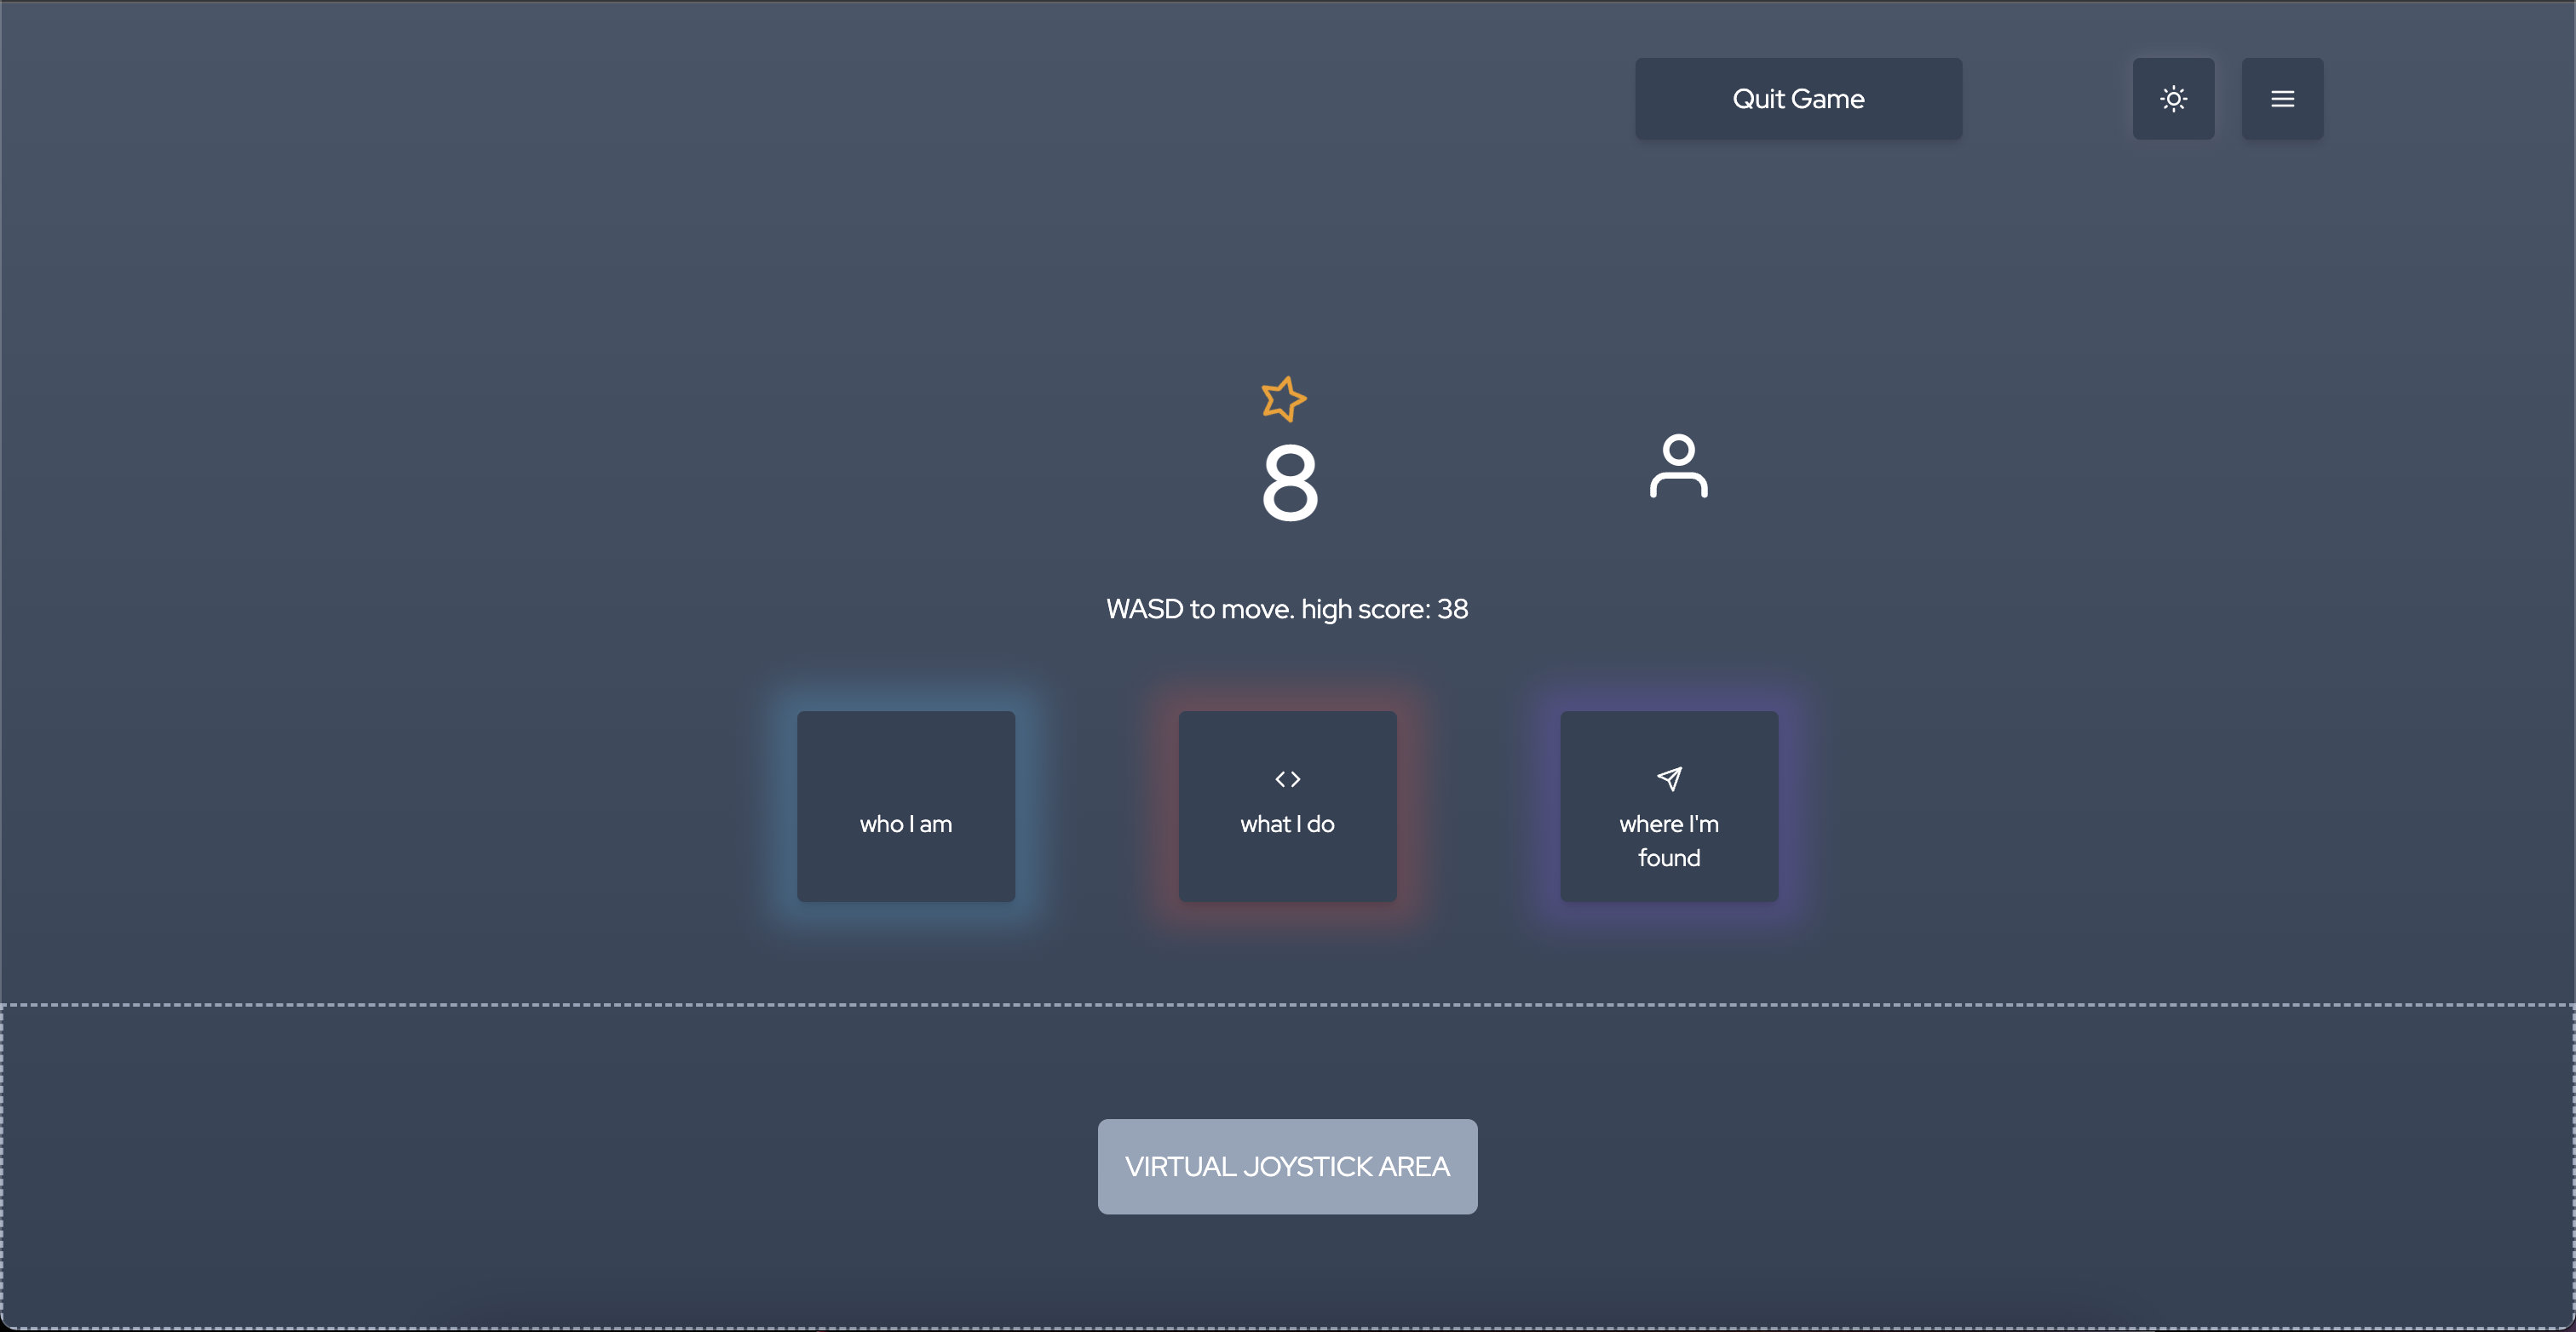 Quit Game
8
WASD to move. high score: 38
who I am
what I do
where I'm
found
VIRTUAL JOYSTICK AREA